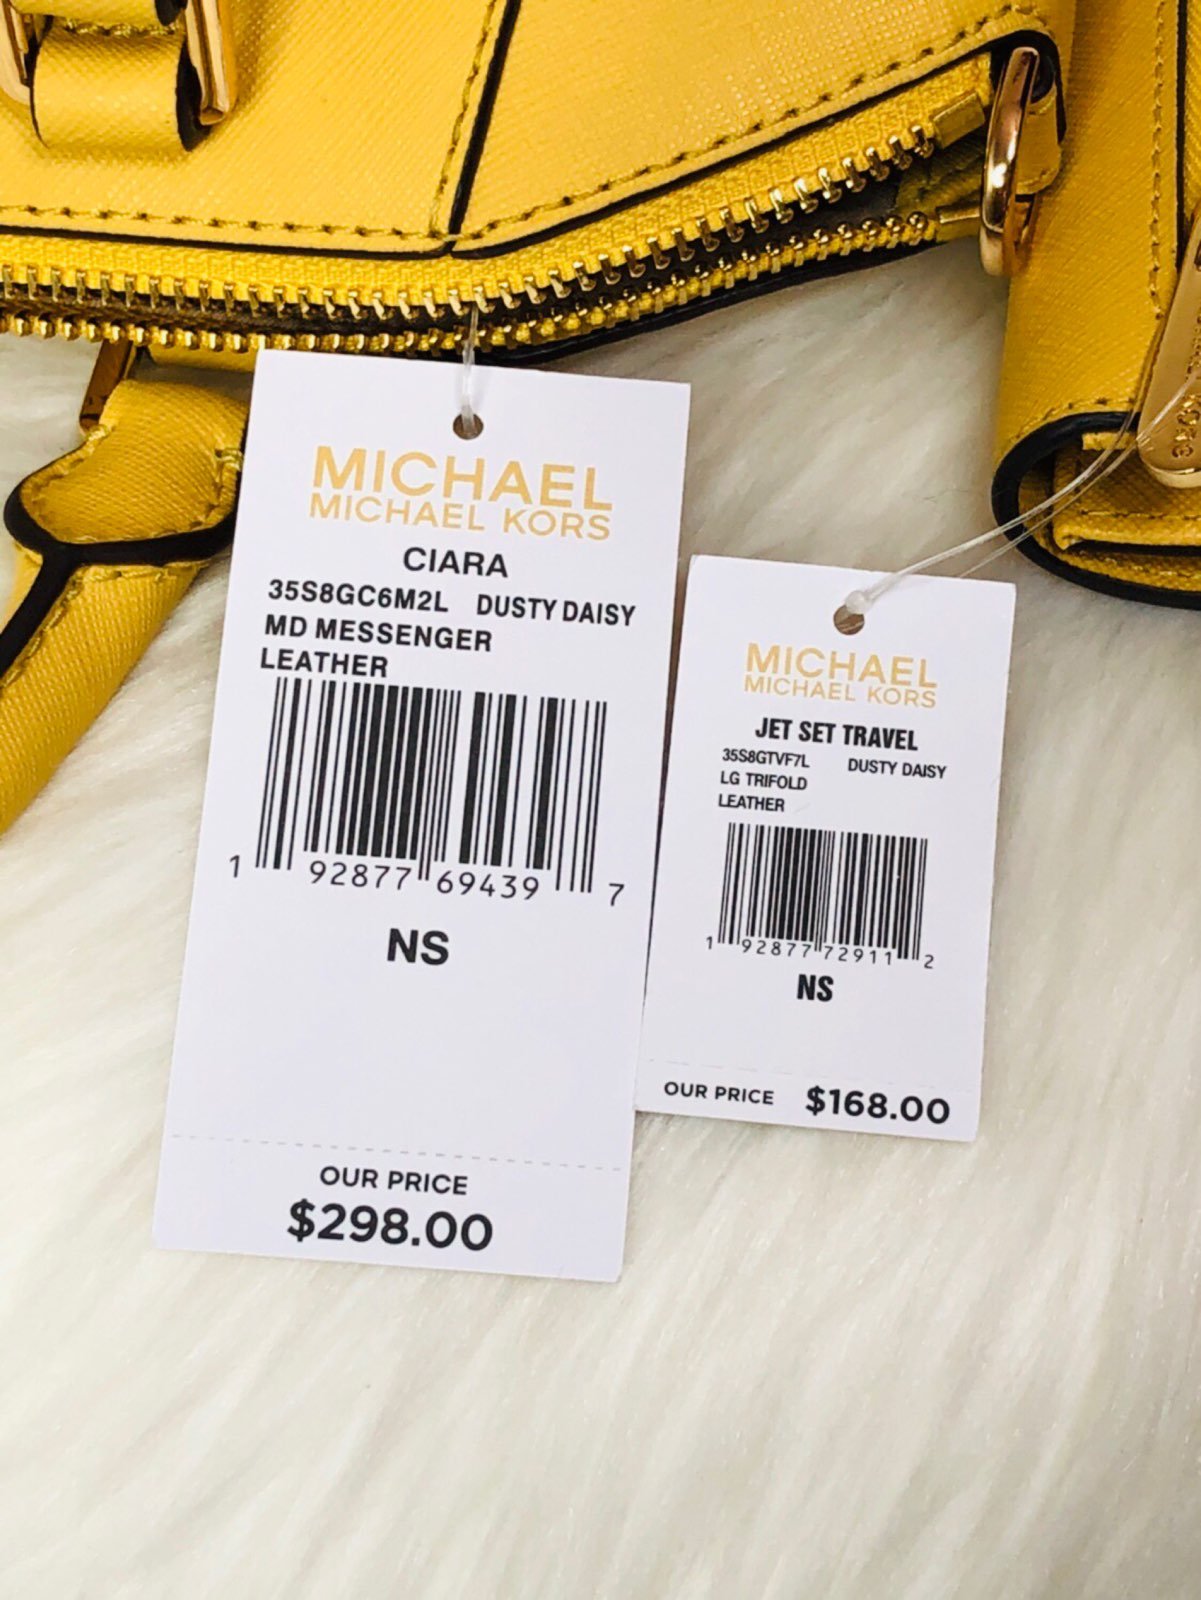 MICHAEL
MICHAEL KORS
CIARA
35S8GC6M2L DUSTY DAISY
MD MESSENGER
LEATHER
1 92877 69439 7
NS
OUR PRICE
$298.00
MICHAEL
MICHAEL KORS
JET SET TRAVEL
35S8GTVF7L DUSTY DAISY
LG TRIFOLD
LEATHER
1 92877 72911 2
NS
OUR PRICE $168.00